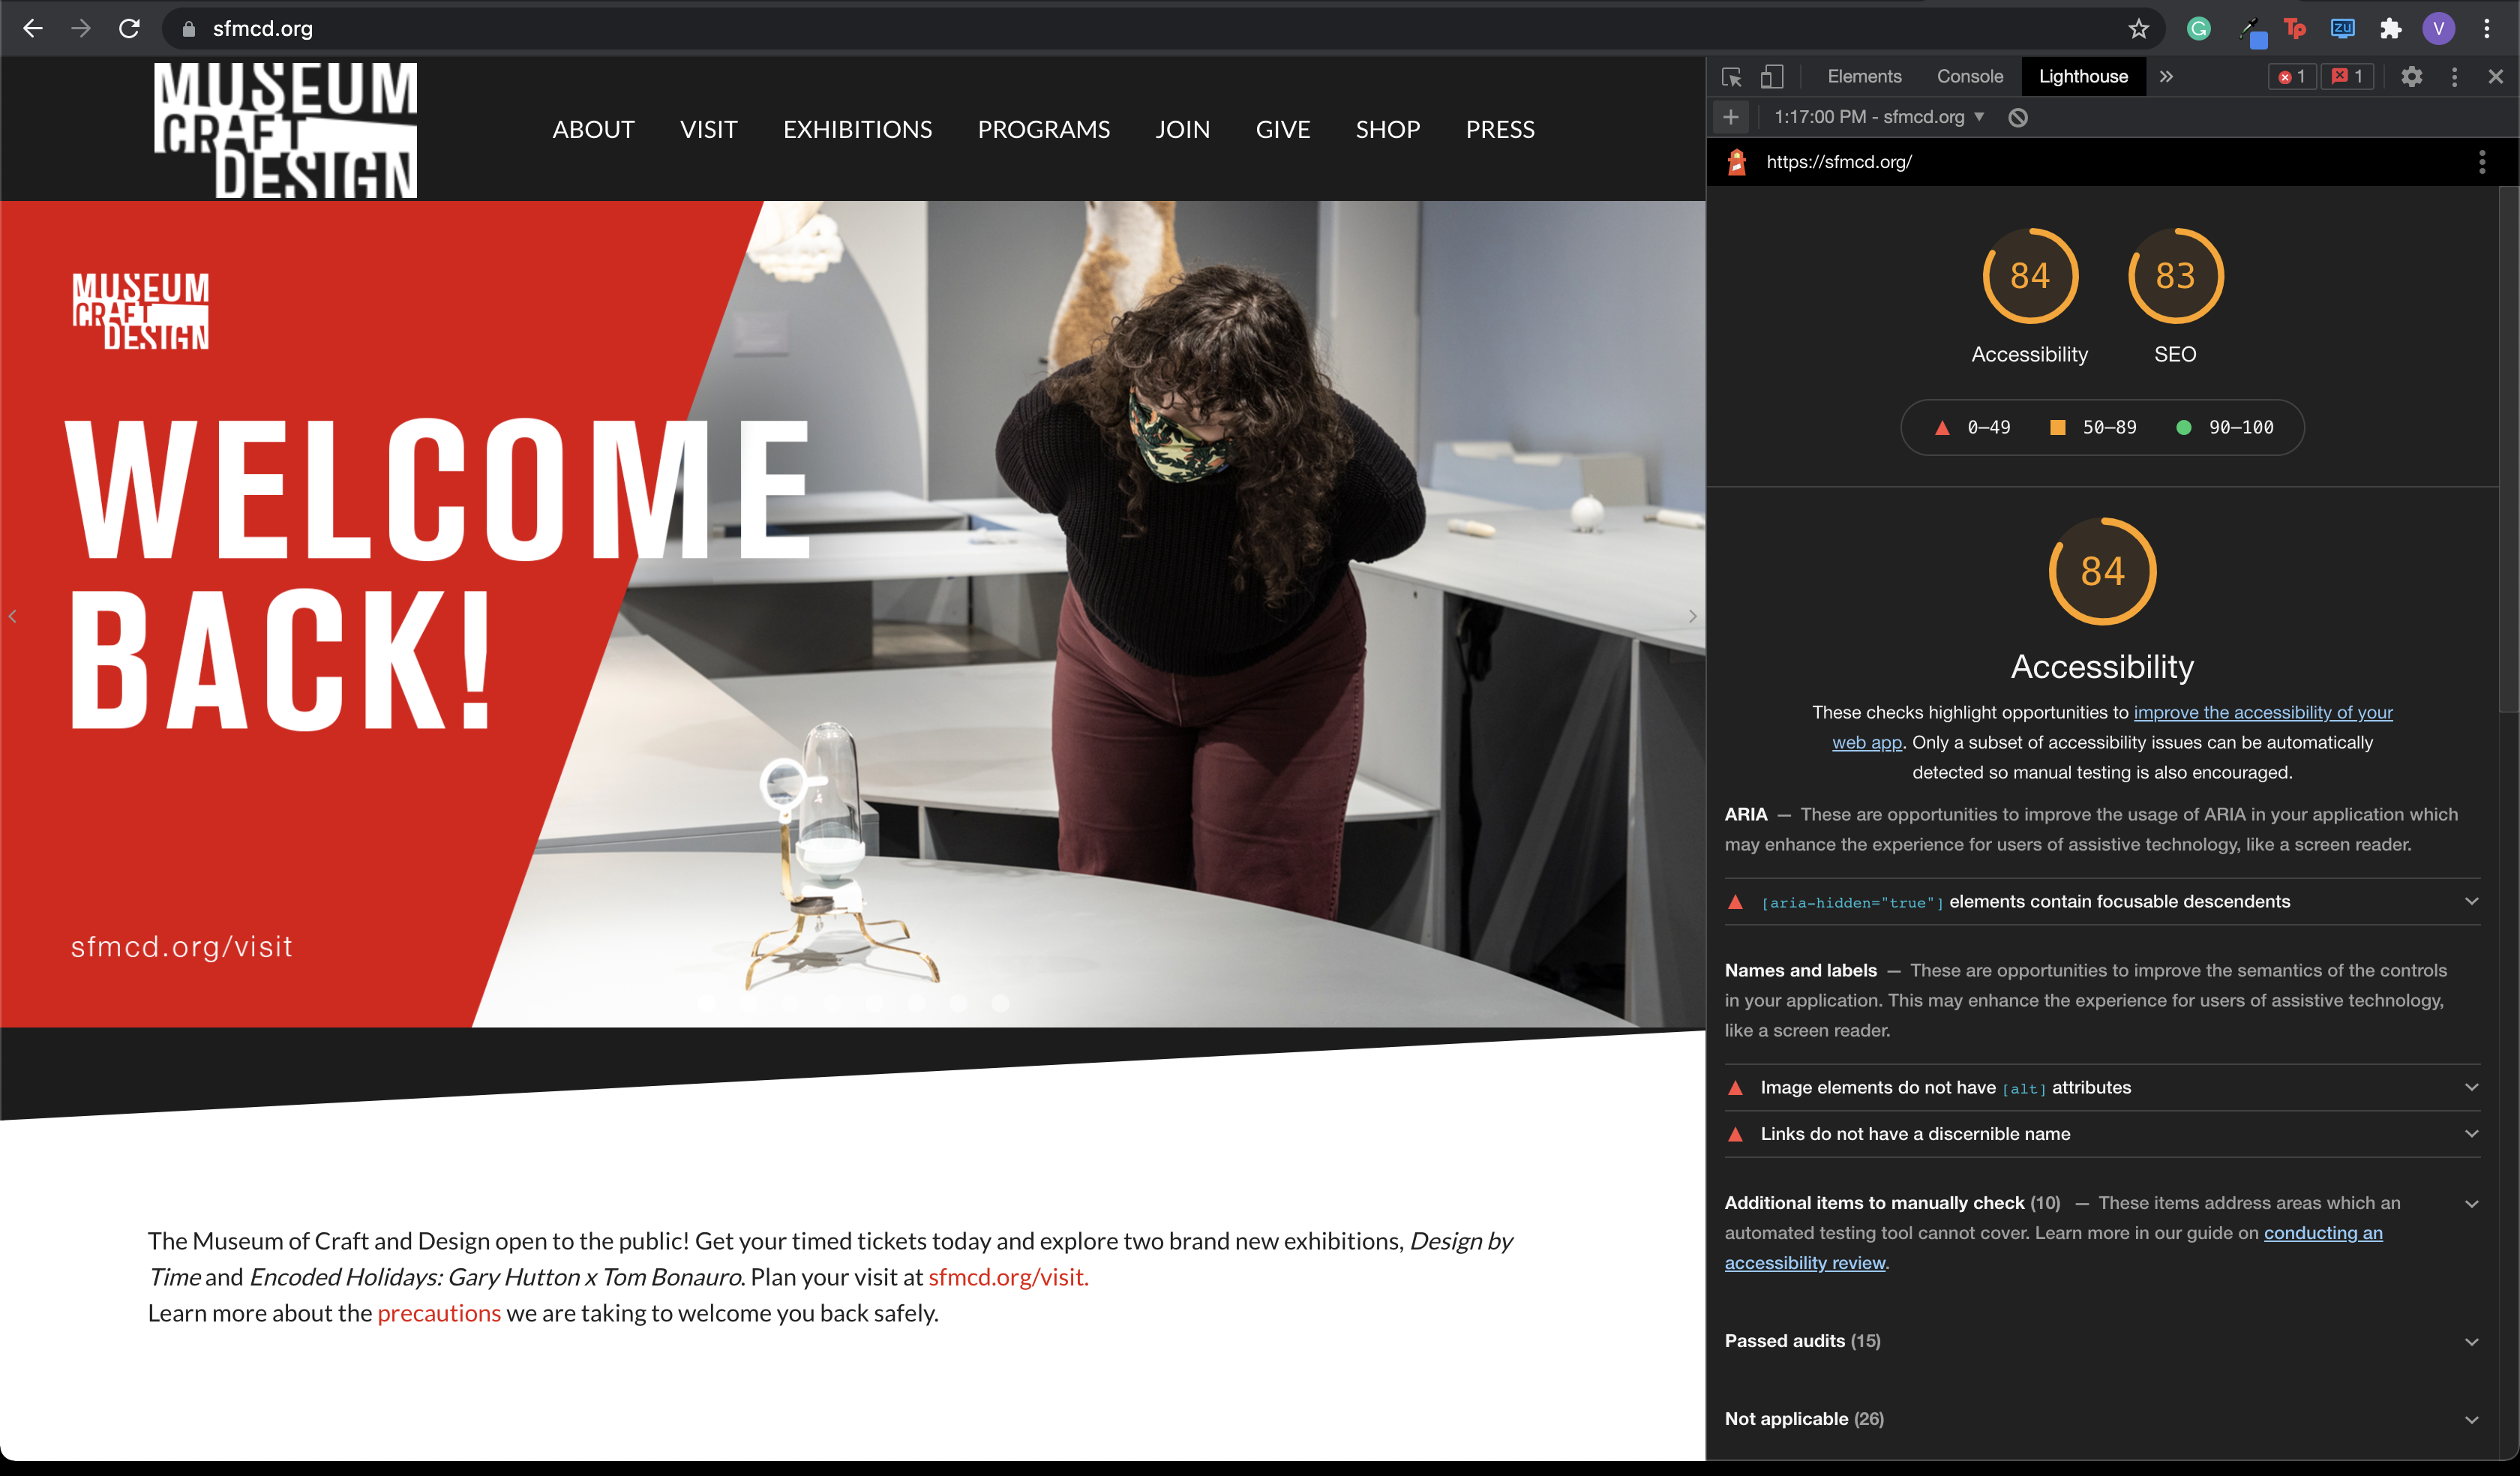 sfmcd.org
V
MUSEUM
CRAFT
DESIGN
ABOUT VISIT EXHIBITIONS PROGRAMS JOIN GIVE SHOP PRESS
MUSEUM
CRAFT
DESIGN
WELCOME
BACK!
sfmcd.org/visit
The Museum of Craft and Design open to the public! Get your timed tickets today and explore two brand new exhibitions, Design by
Time and Encoded Holidays: Gary Hutton x Tom Bonauro. Plan your visit at sfmcd.org/visit.
Learn more about the precautions we are taking to welcome you back safely.
Elements Console Lighthouse » 1 1
1:17:00 PM - sfmcd.org
https://sfmcd.org/
84 83
Accessibility SEO
0–49 50–89 90–100
84
Accessibility
These checks highlight opportunities to improve the accessibility of your
web app. Only a subset of accessibility issues can be automatically
detected so manual testing is also encouraged.
ARIA — These are opportunities to improve the usage of ARIA in your application which
may enhance the experience for users of assistive technology, like a screen reader.
[aria-hidden="true"] elements contain focusable descendents
Names and labels — These are opportunities to improve the semantics of the controls
in your application. This may enhance the experience for users of assistive technology,
like a screen reader.
Image elements do not have [alt] attributes
Links do not have a discernible name
Additional items to manually check (10) — These items address areas which an
automated testing tool cannot cover. Learn more in our guide on conducting an
accessibility review.
Passed audits (15)
Not applicable (26)